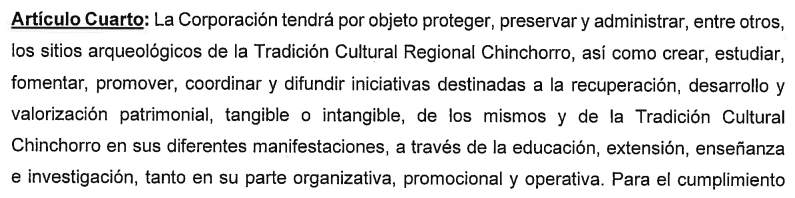 Artículo Cuarto: La Corporación tendrá por objeto proteger, preservar y administrar, entre otros,
los sitios arqueológicos de la Tradición Cultural Regional Chinchorro, así como crear, estudiar,
fomentar, promover, coordinar y difundir iniciativas destinadas a la recuperación, desarrollo y
valorización patrimonial, tangible o intangible, de los mismos y de la Tradición Cultural
Chinchorro en sus diferentes manifestaciones, a través de la educación, extensión, enseñanza
e investigación, tanto en su parte organizativa, promocional y operativa. Para el cumplimiento